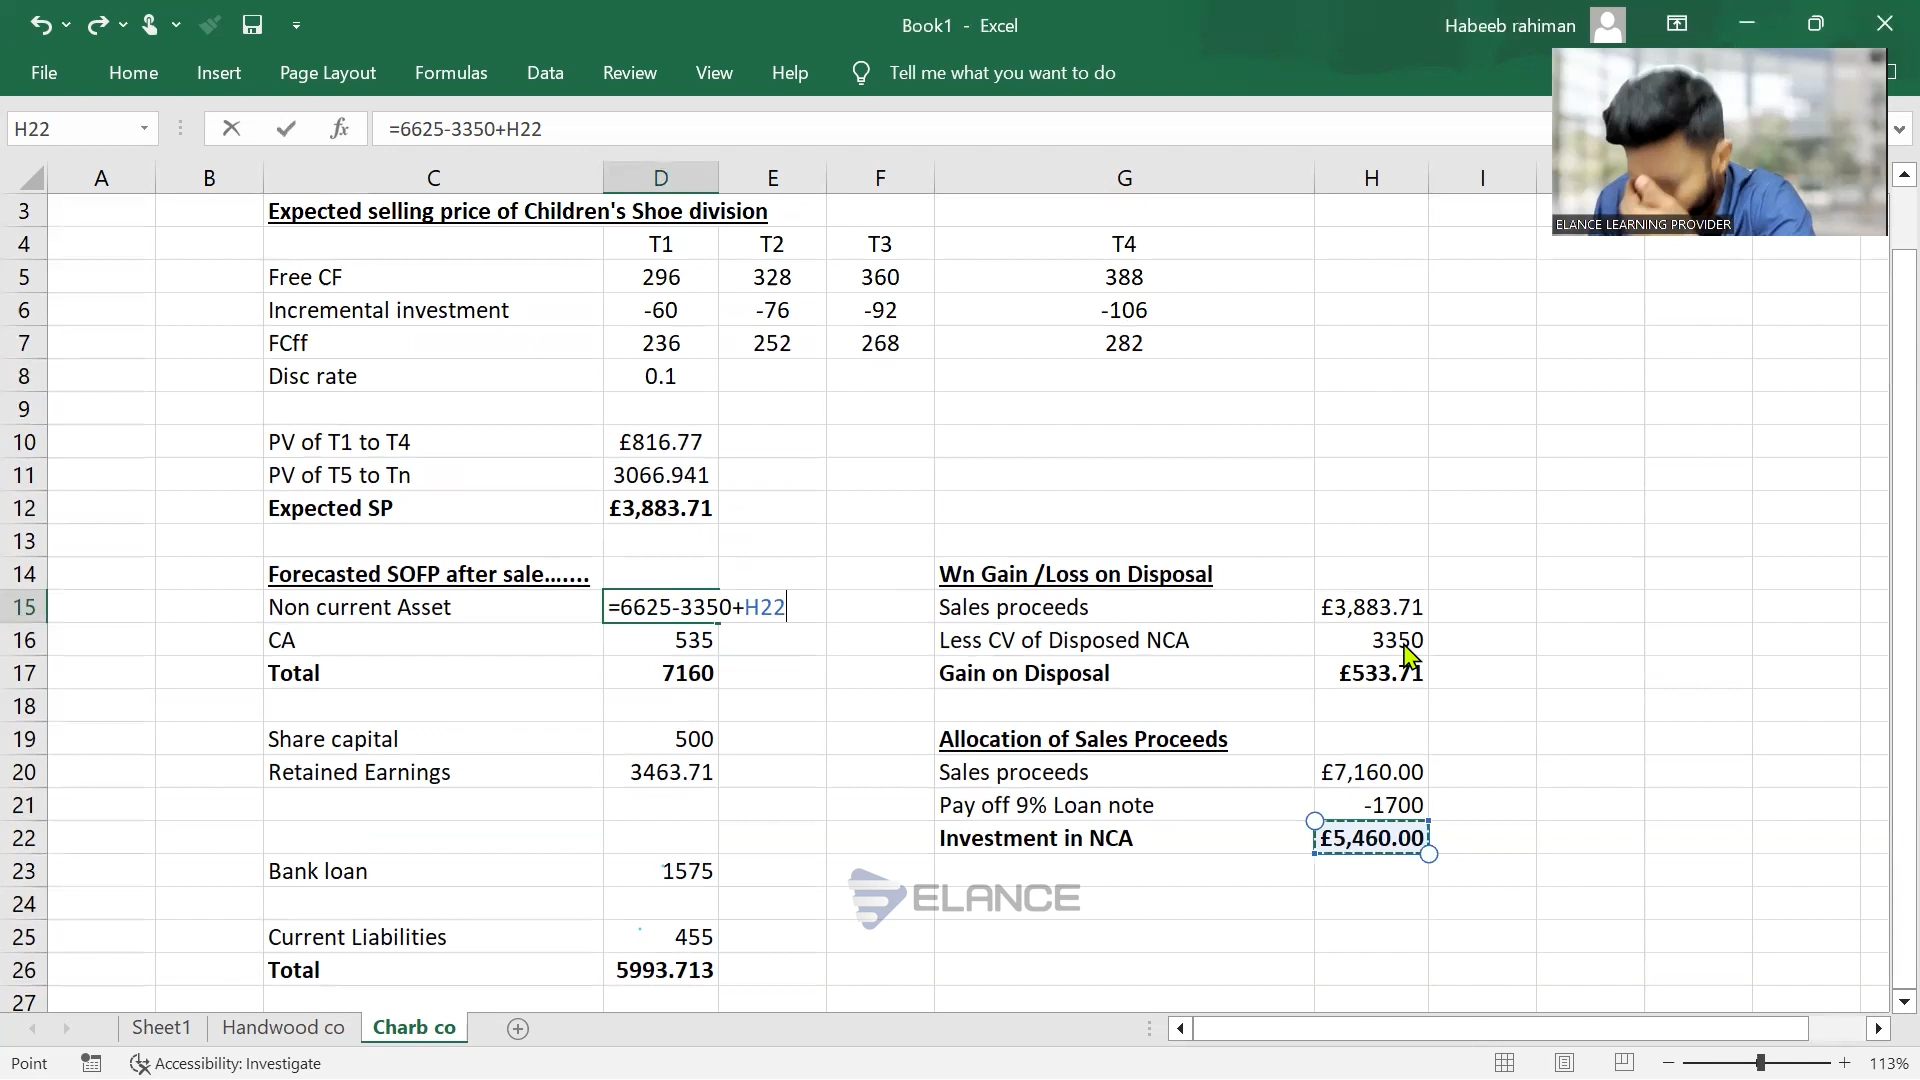 Book1 - Excel
Habeeb rahiman
File Home Insert Page Layout Formulas Data Review View Help Tell me what you want to do
H22 fx =6625-3350+H22
ELANCE LEARNING PROVIDER
A B C D E F G H I
3 Expected selling price of Children's Shoe division
4 T1 T2 T3 T4
5 Free CF 296 328 360 388
6 Incremental investment -60 -76 -92 -106
7 FCff 236 252 268 282
8 Disc rate 0.1
9
10 PV of T1 to T4 £816.77
11 PV of T5 to Tn 3066.941
12 Expected SP £3,883.71
13
14 Forecasted SOFP after sale....... Wn Gain /Loss on Disposal
15 Non current Asset =6625-3350+H22 Sales proceeds £3,883.71
16 CA 535 Less CV of Disposed NCA 3350
17 Total 7160 Gain on Disposal £533.71
18
19 Share capital 500 Allocation of Sales Proceeds
20 Retained Earnings 3463.71 Sales proceeds £7,160.00
21 Pay off 9% Loan note -1700
22 Investment in NCA £5,460.00
23 Bank loan 1575
ELANCE
24
25 Current Liabilities 455
26 Total 5993.713
27
Sheet1 Handwood co Charb co
Point Accessibility: Investigate 113%